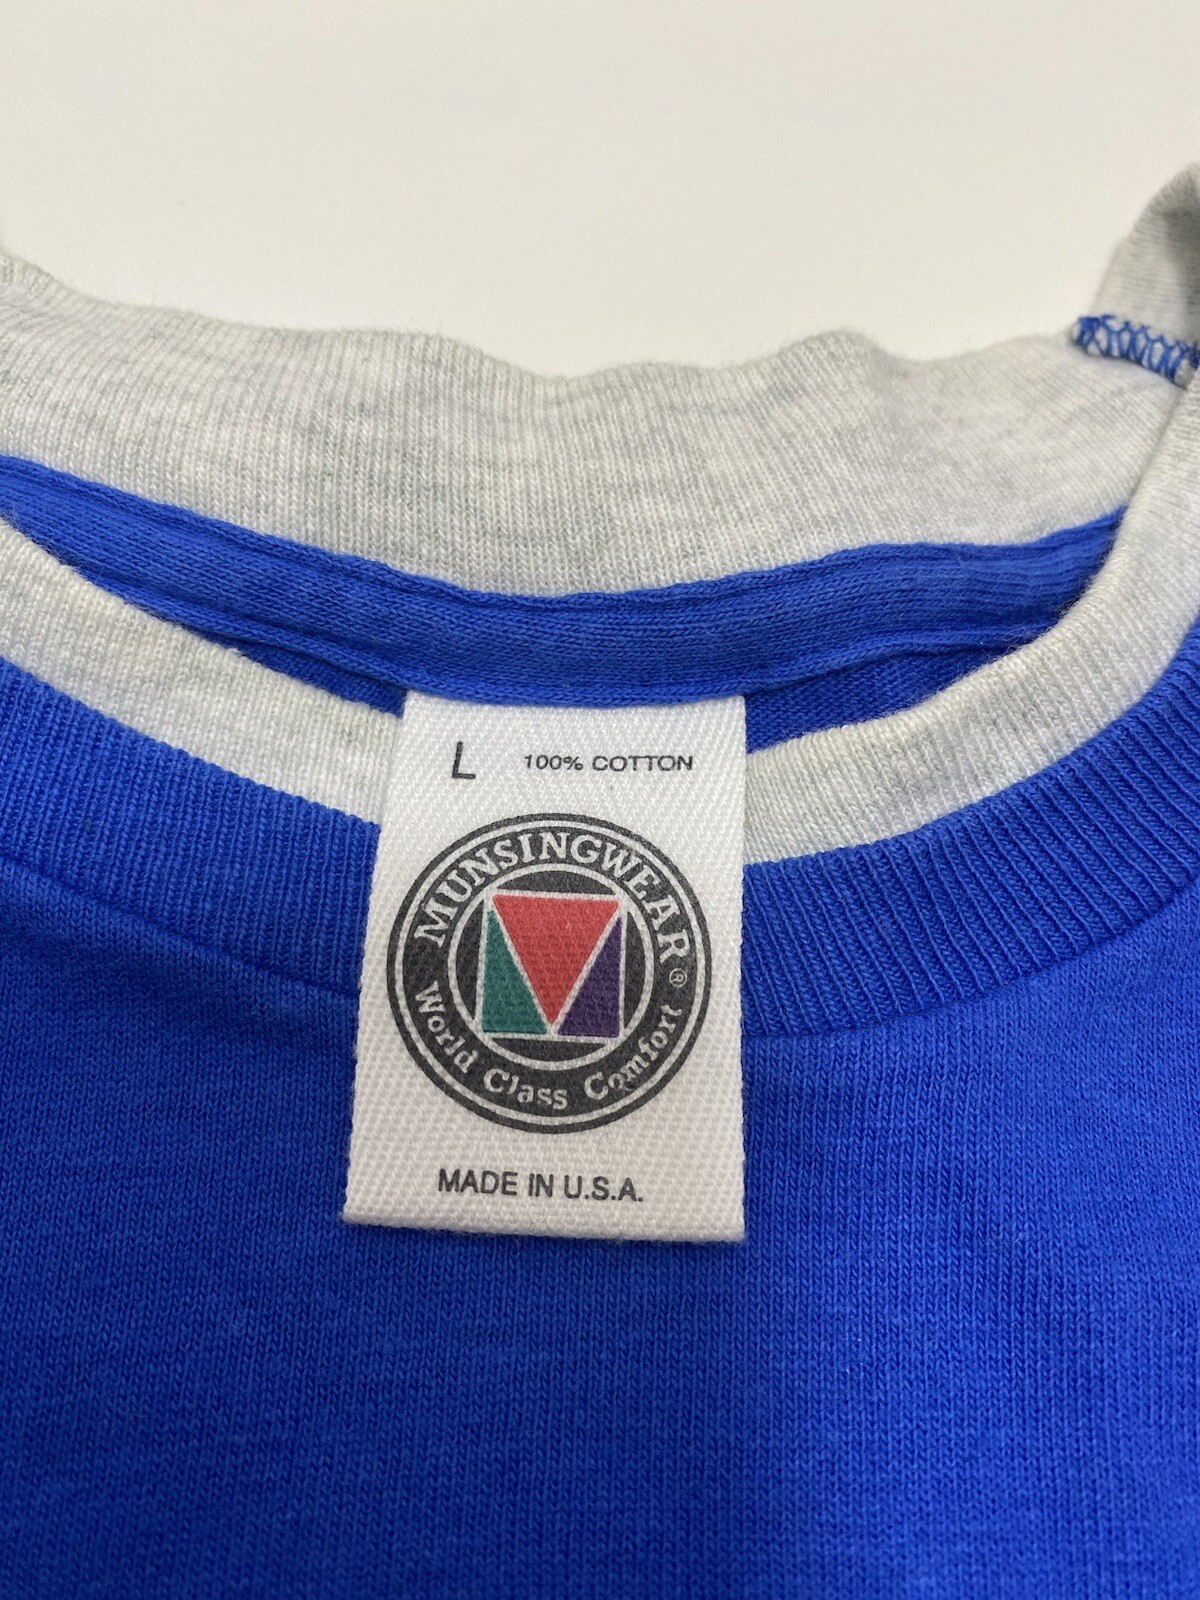 L 100% COTTON
MUNSINGWEAR®
World Class Comfort
MADE IN U.S.A.